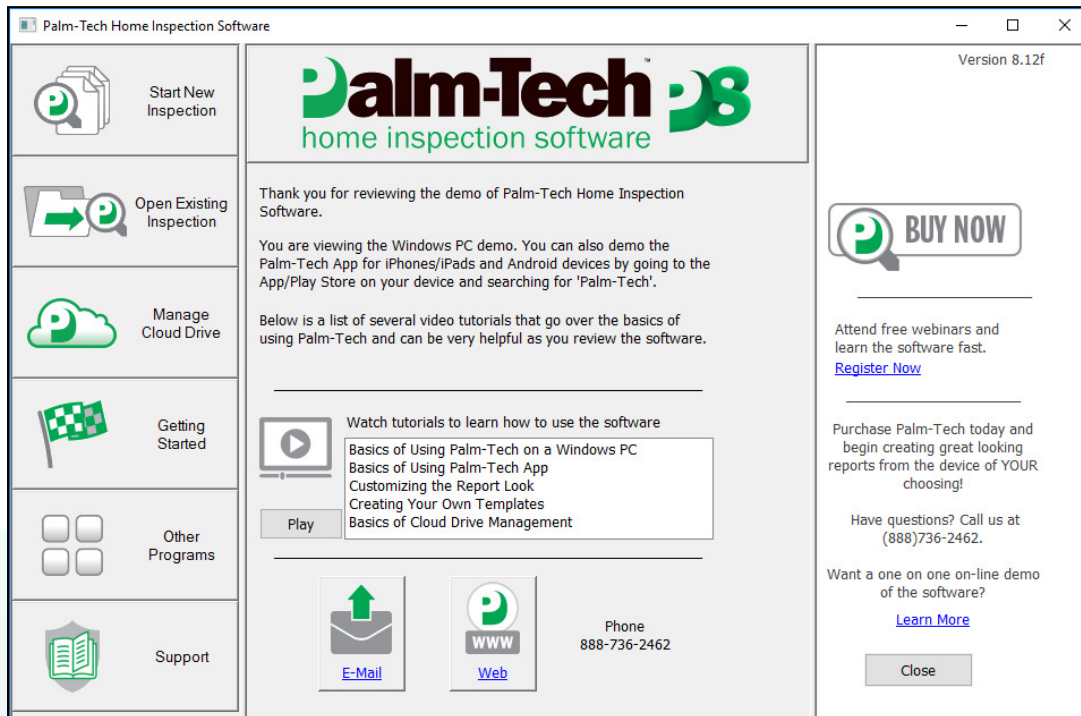 Palm-Tech Home Inspection Software
Start New
Inspection
Open Existing
Inspection
Manage
Cloud Drive
Getting
Started
Other
Programs
Support
Palm-Tech™ P8
home inspection software
Thank you for reviewing the demo of Palm-Tech Home Inspection
Software.
You are viewing the Windows PC demo. You can also demo the
Palm-Tech App for iPhones/iPads and Android devices by going to the
App/Play Store on your device and searching for 'Palm-Tech'.
Below is a list of several video tutorials that go over the basics of
using Palm-Tech and can be very helpful as you review the software.
Watch tutorials to learn how to use the software
Basics of Using Palm-Tech on a Windows PC
Basics of Using Palm-Tech App
Customizing the Report Look
Creating Your Own Templates
Basics of Cloud Drive Management
Play
E-Mail
P
WWW
Web
Phone
888-736-2462
Version 8.12f
P BUY NOW
Attend free webinars and
learn the software fast.
Register Now
Purchase Palm-Tech today and
begin creating great looking
reports from the device of YOUR
choosing!
Have questions? Call us at
(888)736-2462.
Want a one on one on-line demo
of the software?
Learn More
Close